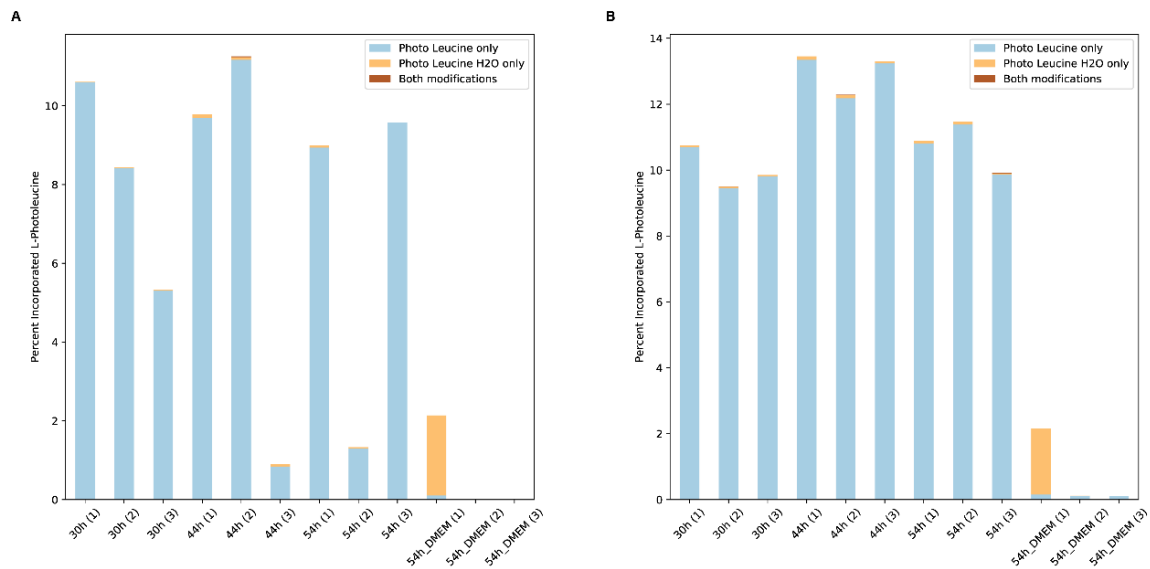 A
Percent Incorporated L-Photoleucine
10
8
6
4
2
0
Photo Leucine only
Photo Leucine H2O only
Both modifications
30h (1)
30h (2)
30h (3)
44h (1)
44h (2)
44h (3)
54h (1)
54h (2)
54h (3)
54h_DMEM (1)
54h_DMEM (2)
54h_DMEM (3)
B
Percent Incorporated L-Photoleucine
14
12
10
8
6
4
2
0
Photo Leucine only
Photo Leucine H2O only
Both modifications
30h (1)
30h (2)
30h (3)
44h (1)
44h (2)
44h (3)
54h (1)
54h (2)
54h (3)
54h_DMEM (1)
54h_DMEM (2)
54h_DMEM (3)